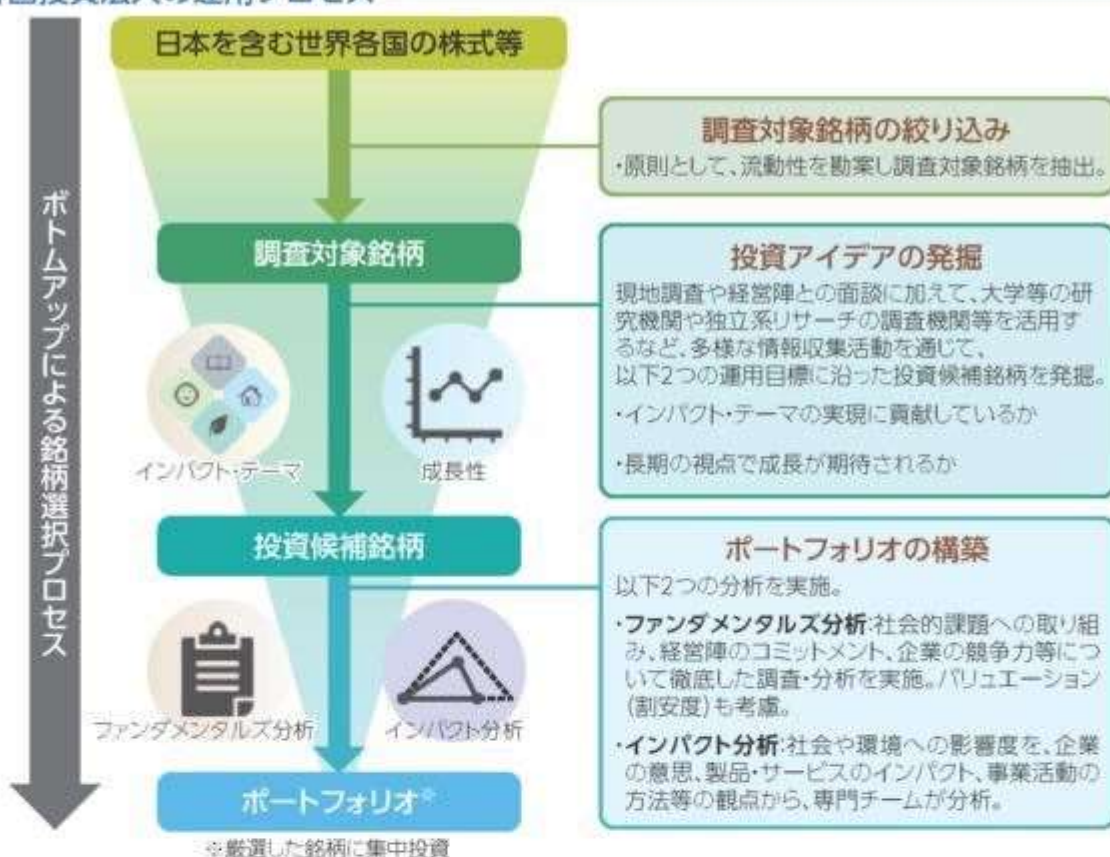 投資法人の運用プロセス
ボトムアップによる銘柄選択プロセス
日本を含む世界各国の株式等
調査対象銘柄の絞り込み
・原則として、流動性を勘案し調査対象銘柄を抽出。
調査対象銘柄
投資アイデアの発掘
現地調査や経営陣との面談に加えて、大学等の研
究機関や独立系リサーチの調査機関等を活用す
るなど、多様な情報収集活動を通じて、
以下2つの運用目標に沿った投資候補銘柄を発掘。
・インパクト・テーマの実現に貢献しているか
・長期の視点で成長が期待されるか
インパクト・テーマ
成長性
投資候補銘柄
ポートフォリオの構築
以下2つの分析を実施。
・ファンダメンタルズ分析:社会的課題への取り組
み、経営陣のコミットメント、企業の競争力等につ
いて徹底した調査・分析を実施。バリュエーション
(割安度)も考慮。
・インパクト分析:社会や環境への影響度を、企業
の意思、製品・サービスのインパクト、事業活動の
方法等の観点から、専門チームが分析。
ファンダメンタルズ分析
インパクト分析
ポートフォリオ※
※厳選した銘柄に集中投資